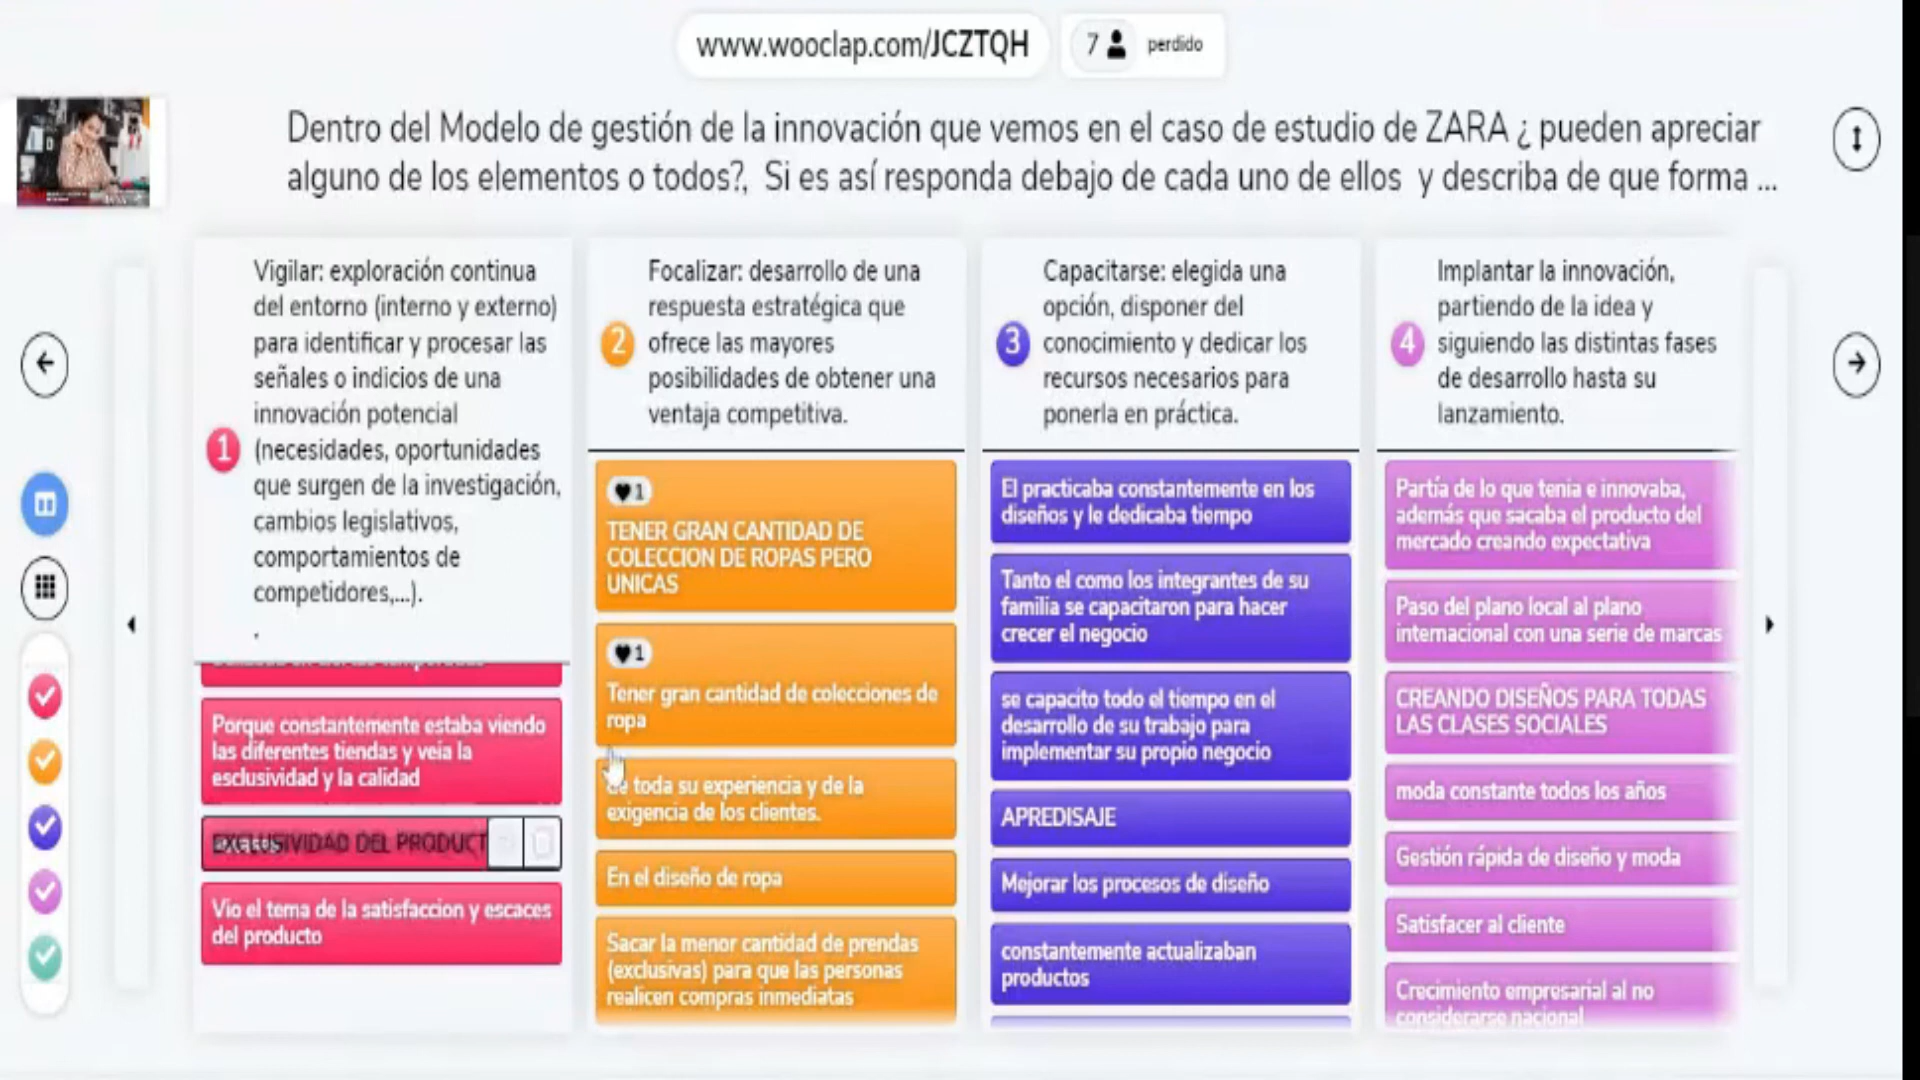 www.wooclap.com/JCZTQH
7 perdido
Dentro del Modelo de gestión de la innovación que vemos en el caso de estudio de ZARA ¿ pueden apreciar
alguno de los elementos o todos?, Si es así responda debajo de cada uno de ellos y describa de que forma ...
1
Vigilar: exploración continua
del entorno (interno y externo)
para identificar y procesar las
señales o indicios de una
innovación potencial
(necesidades, oportunidades
que surgen de la investigación,
cambios legislativos,
comportamientos de
competidores,...).
.
Porque constantemente estaba viendo
las diferentes tiendas y veia la
esclusividad y la calidad
EXCLUSIVIDAD DEL PRODUCT
Vio el tema de la satisfaccion y escaces
del producto
2
Focalizar: desarrollo de una
respuesta estratégica que
ofrece las mayores
posibilidades de obtener una
ventaja competitiva.
1
TENER GRAN CANTIDAD DE
COLECCION DE ROPAS PERO
UNICAS
1
Tener gran cantidad de colecciones de
ropa
de toda su experiencia y de la
exigencia de los clientes.
En el diseño de ropa
Sacar la menor cantidad de prendas
(exclusivas) para que las personas
realicen compras inmediatas
3
Capacitarse: elegida una
opción, disponer del
conocimiento y dedicar los
recursos necesarios para
ponerla en práctica.
El practicaba constantemente en los
diseños y le dedicaba tiempo
Tanto el como los integrantes de su
familia se capacitaron para hacer
crecer el negocio
se capacito todo el tiempo en el
desarrollo de su trabajo para
implementar su propio negocio
APREDISAJE
Mejorar los procesos de diseño
constantemente actualizaban
productos
4
Implantar la innovación,
partiendo de la idea y
siguiendo las distintas fases
de desarrollo hasta su
lanzamiento.
Partía de lo que tenia e innovaba,
además que sacaba el producto del
mercado creando expectativa
Paso del plano local al plano
internacional con una serie de marcas
CREANDO DISEÑOS PARA TODAS
LAS CLASES SOCIALES
moda constante todos los años
Gestión rápida de diseño y moda
Satisfacer al cliente
Crecimiento empresarial al no
considerarse nacional